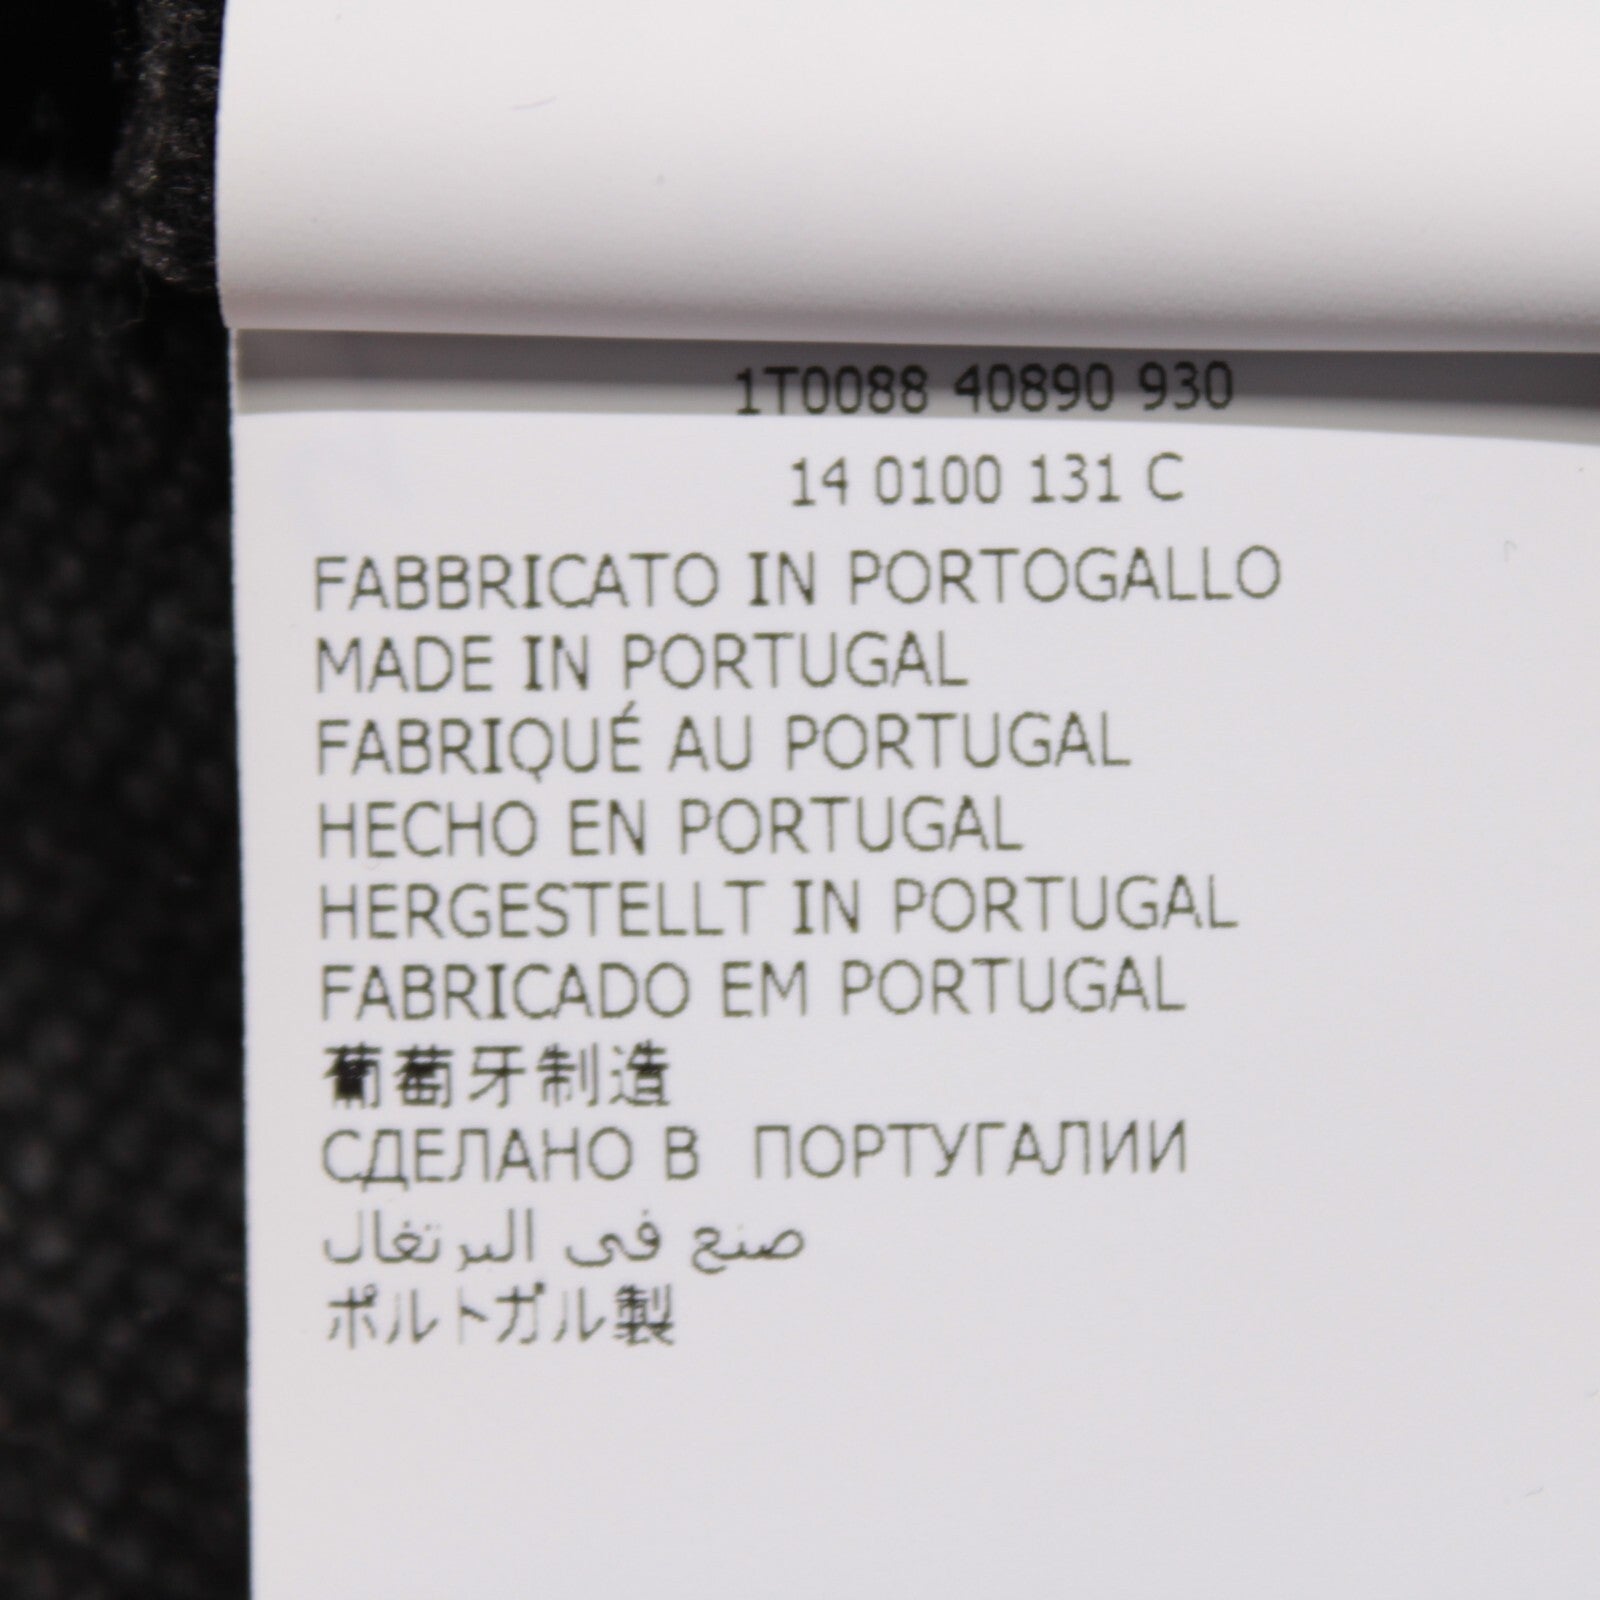 1T0088 40890 930
14 0100 131 C
FABBRICATO IN PORTOGALLO
MADE IN PORTUGAL
FABRIQUÉ AU PORTUGAL
HECHO EN PORTUGAL
HERGESTELLT IN PORTUGAL
FABRICADO EM PORTUGAL
葡萄牙制造
СДЕЛАНО В ПОРТУГАЛИИ
صنع فى البرتغال
ポルトガル製